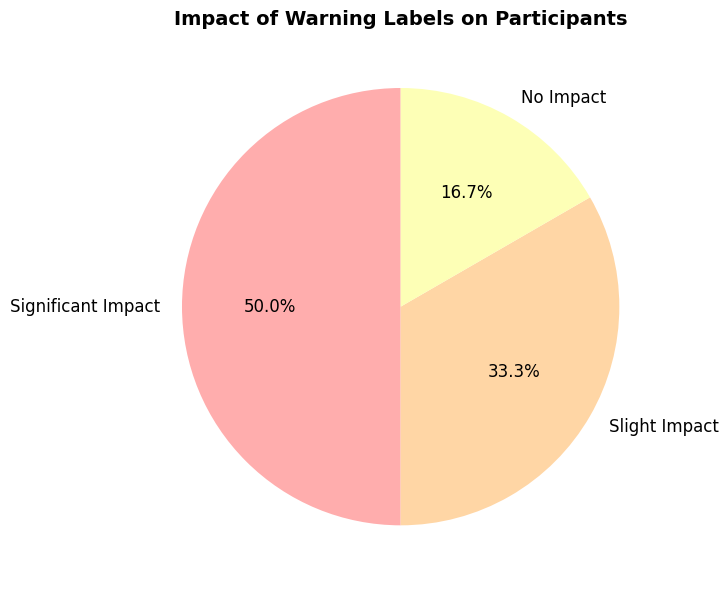 Impact of Warning Labels on Participants
No Impact
16.7%
Significant Impact
50.0%
33.3%
Slight Impact